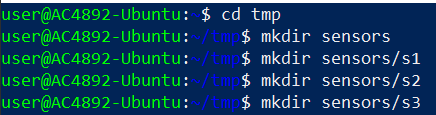 user@AC4892-Ubuntu:~$ cd tmp
user@AC4892-Ubuntu:~/tmp$ mkdir sensors
user@AC4892-Ubuntu:~/tmp$ mkdir sensors/s1
user@AC4892-Ubuntu:~/tmp$ mkdir sensors/s2
user@AC4892-Ubuntu:~/tmp$ mkdir sensors/s3